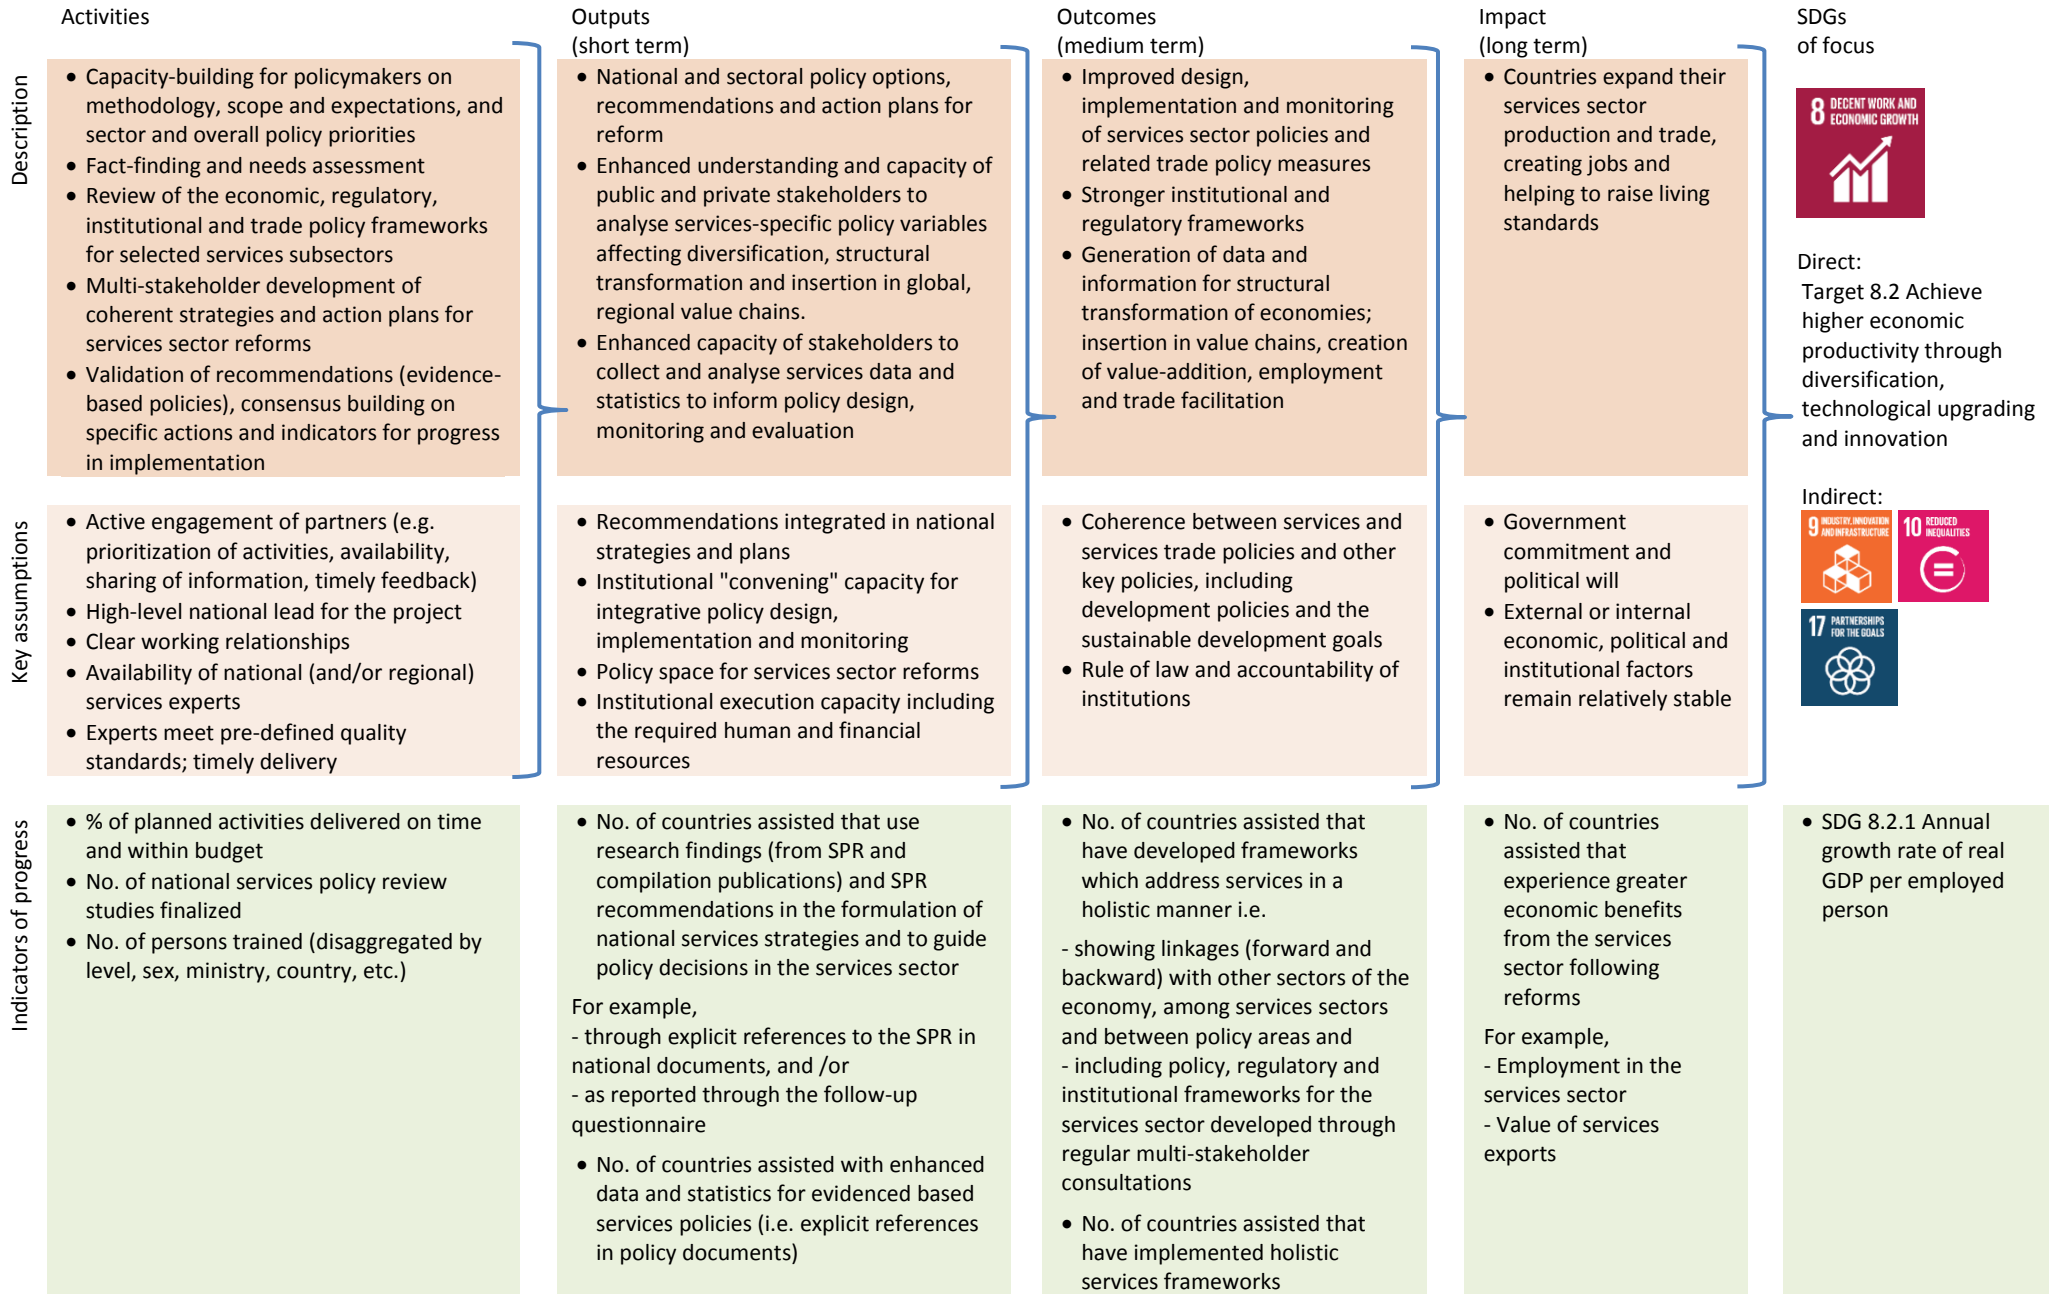 Activities
Outputs
(short term)
Outcomes
(medium term)
Impact
(long term)
SDGs
of focus
Description
• Capacity-building for policymakers on
methodology, scope and expectations, and
sector and overall policy priorities
• Fact-finding and needs assessment
• Review of the economic, regulatory,
institutional and trade policy frameworks
for selected services subsectors
• Multi-stakeholder development of
coherent strategies and action plans for
services sector reforms
• Validation of recommendations (evidence-
based policies), consensus building on
specific actions and indicators for progress
in implementation
• National and sectoral policy options,
recommendations and action plans for
reform
• Enhanced understanding and capacity of
public and private stakeholders to
analyse services-specific policy variables
affecting diversification, structural
transformation and insertion in global,
regional value chains.
• Enhanced capacity of stakeholders to
collect and analyse services data and
statistics to inform policy design,
monitoring and evaluation
• Improved design,
implementation and monitoring
of services sector policies and
related trade policy measures
• Stronger institutional and
regulatory frameworks
• Generation of data and
information for structural
transformation of economies;
insertion in value chains, creation
of value-addition, employment
and trade facilitation
• Countries expand their
services sector
production and trade,
creating jobs and
helping to raise living
standards
8 DECENT WORK AND
ECONOMIC GROWTH
Direct:
Target 8.2 Achieve
higher economic
productivity through
diversification,
technological upgrading
and innovation
Key assumptions
• Active engagement of partners (e.g.
prioritization of activities, availability,
sharing of information, timely feedback)
• High-level national lead for the project
• Clear working relationships
• Availability of national (and/or regional)
services experts
• Experts meet pre-defined quality
standards; timely delivery
• Recommendations integrated in national
strategies and plans
• Institutional "convening" capacity for
integrative policy design,
implementation and monitoring
• Policy space for services sector reforms
• Institutional execution capacity including
the required human and financial
resources
• Coherence between services and
services trade policies and other
key policies, including
development policies and the
sustainable development goals
• Rule of law and accountability of
institutions
• Government
commitment and
political will
• External or internal
economic, political and
institutional factors
remain relatively stable
Indirect:
9 INDUSTRY, INNOVATION
AND INFRASTRUCTURE
10 REDUCED
INEQUALITIES
17 PARTNERSHIPS
FOR THE GOALS
Indicators of progress
• % of planned activities delivered on time
and within budget
• No. of national services policy review
studies finalized
• No. of persons trained (disaggregated by
level, sex, ministry, country, etc.)
• No. of countries assisted that use
research findings (from SPR and
compilation publications) and SPR
recommendations in the formulation of
national services strategies and to guide
policy decisions in the services sector
For example,
- through explicit references to the SPR in
national documents, and /or
- as reported through the follow-up
questionnaire
• No. of countries assisted with enhanced
data and statistics for evidenced based
services policies (i.e. explicit references
in policy documents)
• No. of countries assisted that
have developed frameworks
which address services in a
holistic manner i.e.
- showing linkages (forward and
backward) with other sectors of the
economy, among services sectors
and between policy areas and
- including policy, regulatory and
institutional frameworks for the
services sector developed through
regular multi-stakeholder
consultations
• No. of countries assisted that
have implemented holistic
services frameworks
• No. of countries
assisted that
experience greater
economic benefits
from the services
sector following
reforms
For example,
- Employment in the
services sector
- Value of services
exports
• SDG 8.2.1 Annual
growth rate of real
GDP per employed
person